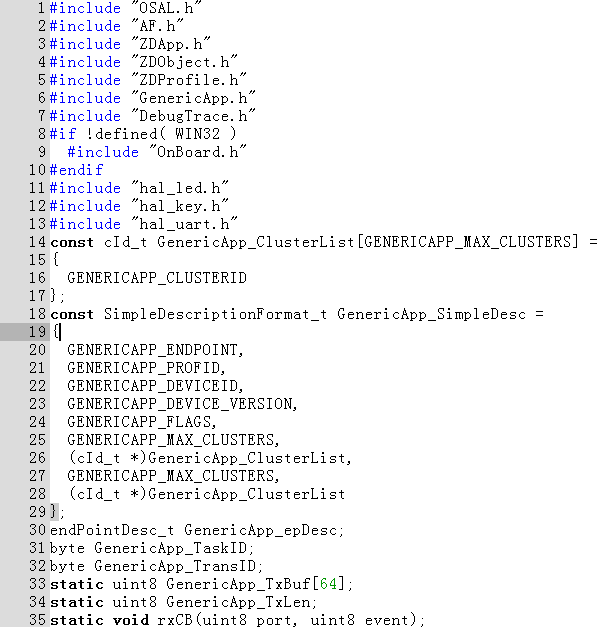 1 #include "OSAL.h"
2 #include "AF.h"
3 #include "ZDApp.h"
4 #include "ZDObject.h"
5 #include "ZDProfile.h"
6 #include "GenericApp.h"
7 #include "DebugTrace.h"
8 #if !defined( WIN32 )
9   #include "OnBoard.h"
10 #endif
11 #include "hal_led.h"
12 #include "hal_key.h"
13 #include "hal_uart.h"
14 const cId_t GenericApp_ClusterList[GENERICAPP_MAX_CLUSTERS] =
15 {
16   GENERICAPP_CLUSTERID
17 };
18 const SimpleDescriptionFormat_t GenericApp_SimpleDesc =
19 {
20   GENERICAPP_ENDPOINT,
21   GENERICAPP_PROFID,
22   GENERICAPP_DEVICEID,
23   GENERICAPP_DEVICE_VERSION,
24   GENERICAPP_FLAGS,
25   GENERICAPP_MAX_CLUSTERS,
26   (cId_t *)GenericApp_ClusterList,
27   GENERICAPP_MAX_CLUSTERS,
28   (cId_t *)GenericApp_ClusterList
29 };
30 endPointDesc_t GenericApp_epDesc;
31 byte GenericApp_TaskID;
32 byte GenericApp_TransID;
33 static uint8 GenericApp_TxBuf[64];
34 static uint8 GenericApp_TxLen;
35 static void rxCB(uint8 port, uint8 event);